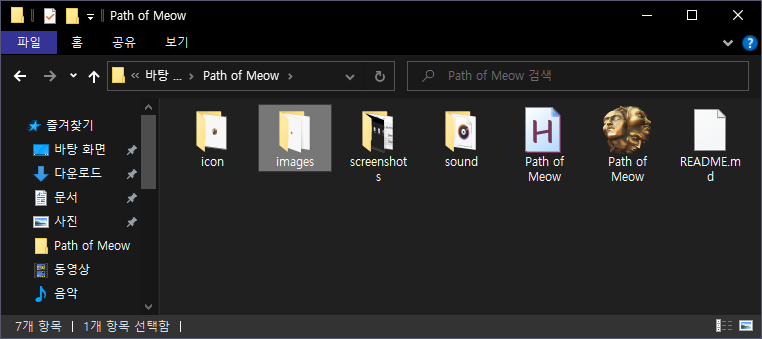 Path of Meow
파일 홈 공유 보기
바탕 ... Path of Meow
Path of Meow 검색
즐겨찾기
바탕 화면
다운로드
문서
사진
Path of Meow
동영상
음악
icon
images
screenshot
s
sound
Path of
Meow
Path of
Meow
README.m
d
7개 항목 1개 항목 선택함